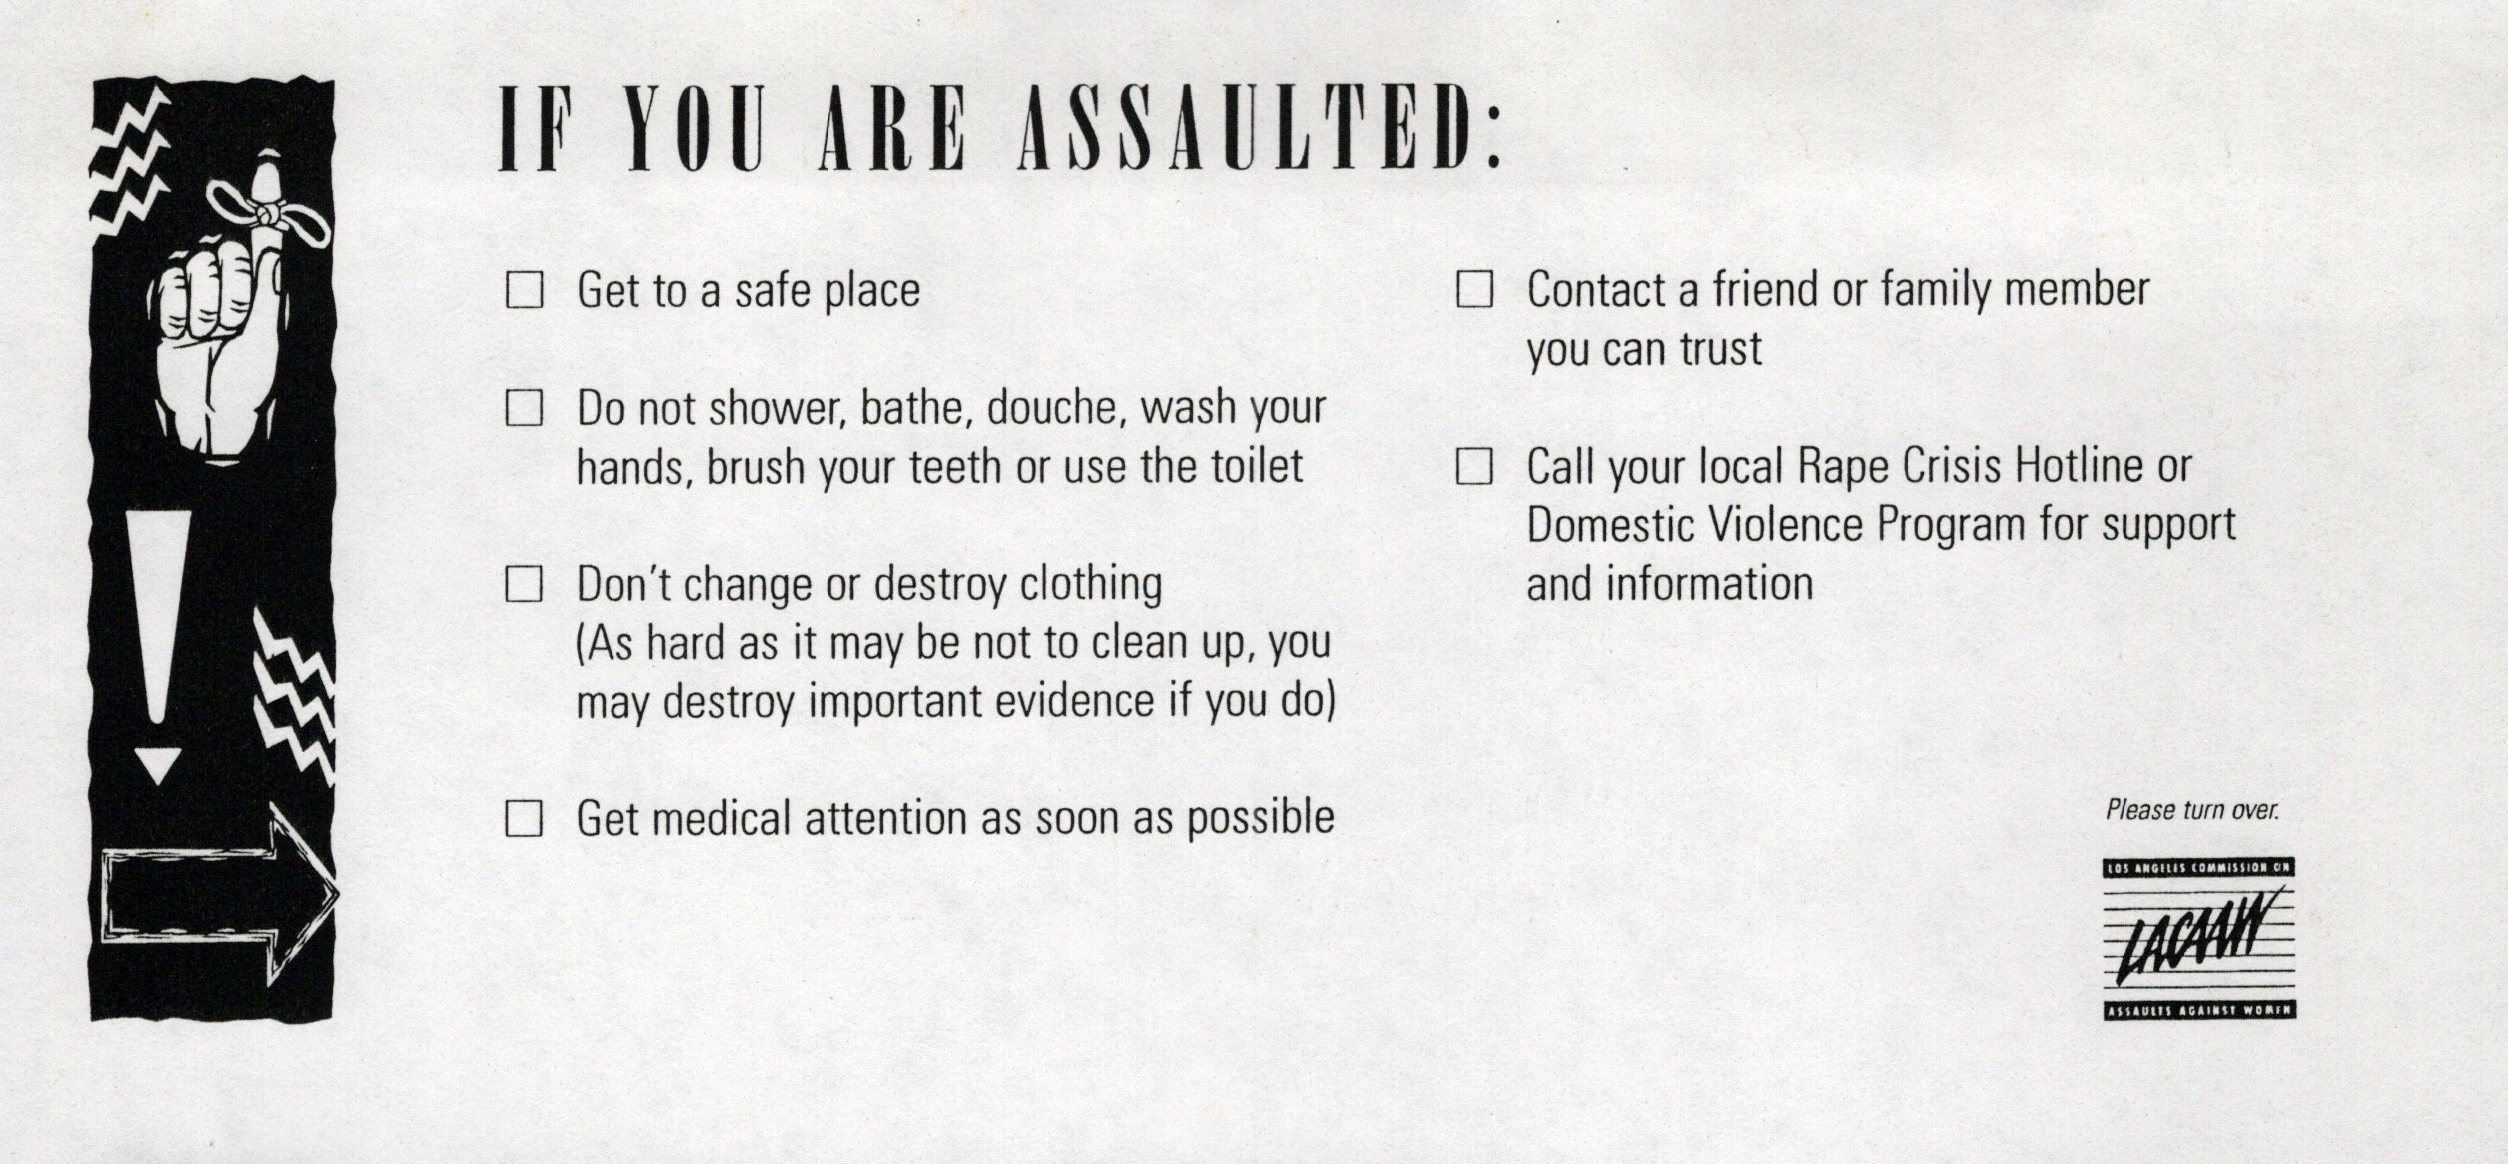 IF YOU ARE ASSAULTED:
Get to a safe place
Do not shower, bathe, douche, wash your
hands, brush your teeth or use the toilet
Don't change or destroy clothing
(As hard as it may be not to clean up, you
may destroy important evidence if you do)
Get medical attention as soon as possible
Contact a friend or family member
you can trust
Call your local Rape Crisis Hotline or
Domestic Violence Program for support
and information
Please turn over.
LOS ANGELES COMMISSION ON
LACAAW
ASSAULTS AGAINST WOMEN